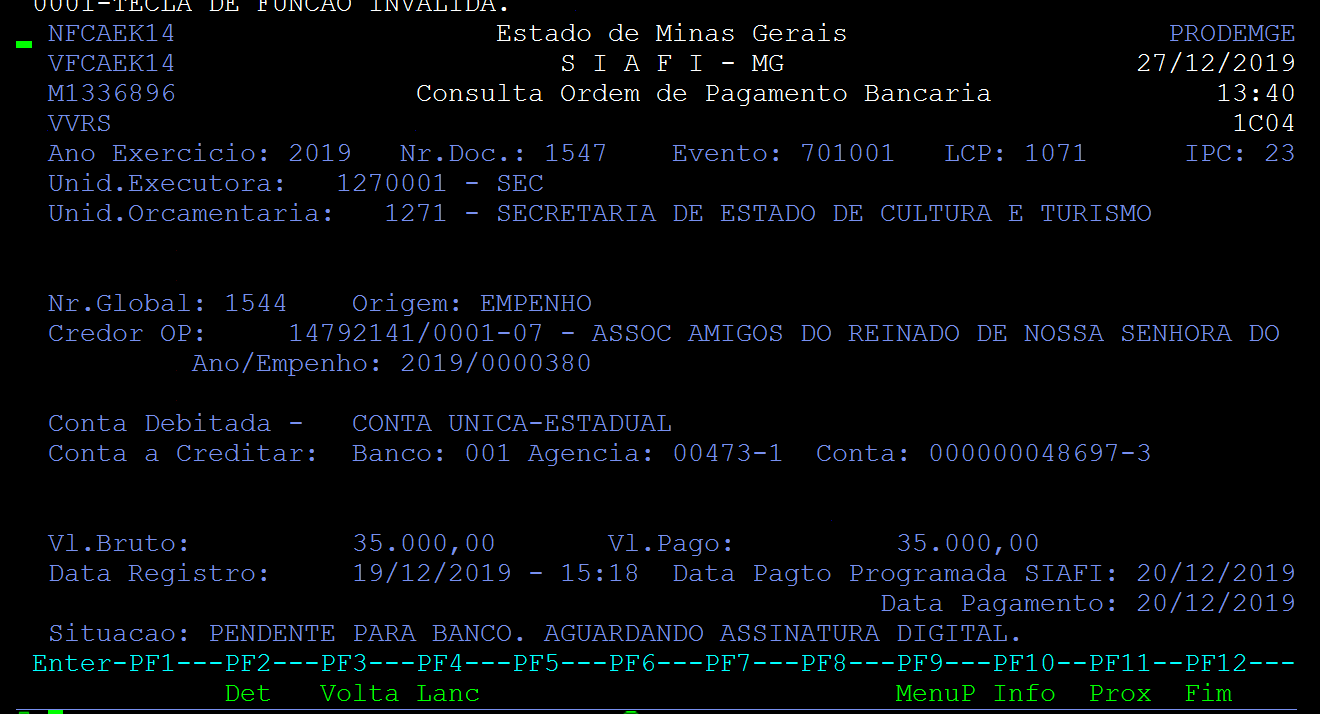 0001-TECLA DE FUNCAO INVALIDA.
NFCAEK14 Estado de Minas Gerais PRODEMGE
VFCAEK14 S I A F I - MG 27/12/2019
M1336896 Consulta Ordem de Pagamento Bancaria 13:40
VVRS 1C04
Ano Exercicio: 2019 Nr.Doc.: 1547 Evento: 701001 LCP: 1071 IPC: 23
Unid.Executora: 1270001 - SEC
Unid.Orcamentaria: 1271 - SECRETARIA DE ESTADO DE CULTURA E TURISMO
Nr.Global: 1544 Origem: EMPENHO
Credor OP: 14792141/0001-07 - ASSOC AMIGOS DO REINADO DE NOSSA SENHORA DO
Ano/Empenho: 2019/0000380
Conta Debitada - CONTA UNICA-ESTADUAL
Conta a Creditar: Banco: 001 Agencia: 00473-1 Conta: 000000048697-3
Vl.Bruto: 35.000,00 Vl.Pago: 35.000,00
Data Registro: 19/12/2019 - 15:18 Data Pagto Programada SIAFI: 20/12/2019
Data Pagamento: 20/12/2019
Situacao: PENDENTE PARA BANCO. AGUARDANDO ASSINATURA DIGITAL.
Enter-PF1---PF2---PF3---PF4---PF5---PF6---PF7---PF8---PF9---PF10--PF11--PF12---
Det Volta Lanc MenuP Info Prox Fim